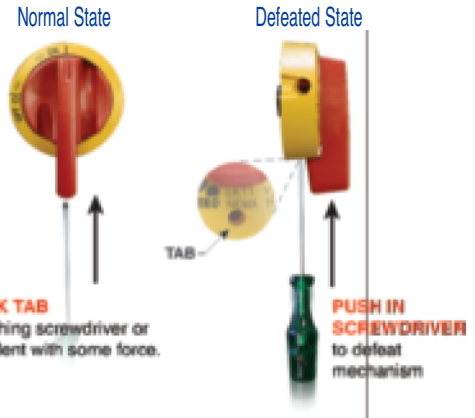 Normal State
Defeated State
TAB
K TAB
hing screwdriver or
lent with some force.
PUSH IN
SCREWDRIVER
to defeat
mechanism